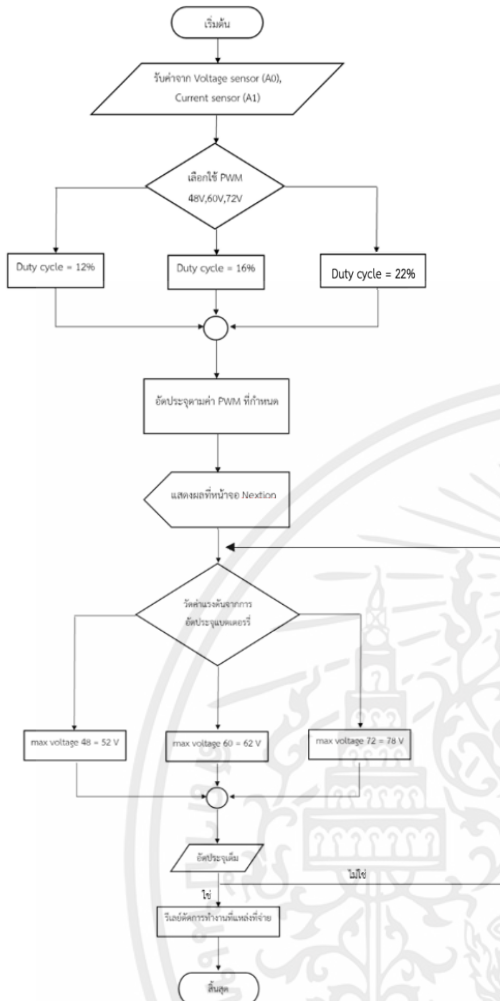 เริ่มต้น
รับค่าจาก Voltage sensor (A0),
Current sensor (A1)
เลือกใช้ PWM
48V,60V,72V
Duty cycle = 12%
Duty cycle = 16%
Duty cycle = 22%
อัดประจุตามค่า PWM ที่กำหนด
แสดงผลที่หน้าจอ Nextion
วัดค่าแรงดันจากการ
อัดประจุแบตเตอรรี่
max voltage 48 = 52 V
max voltage 60 = 62 V
max voltage 72 = 78 V
อัดประจุเต็ม
ไม่ใช่
ใช่
รีเลย์ตัดการทำงานที่แหล่งที่จ่าย
สิ้นสุด